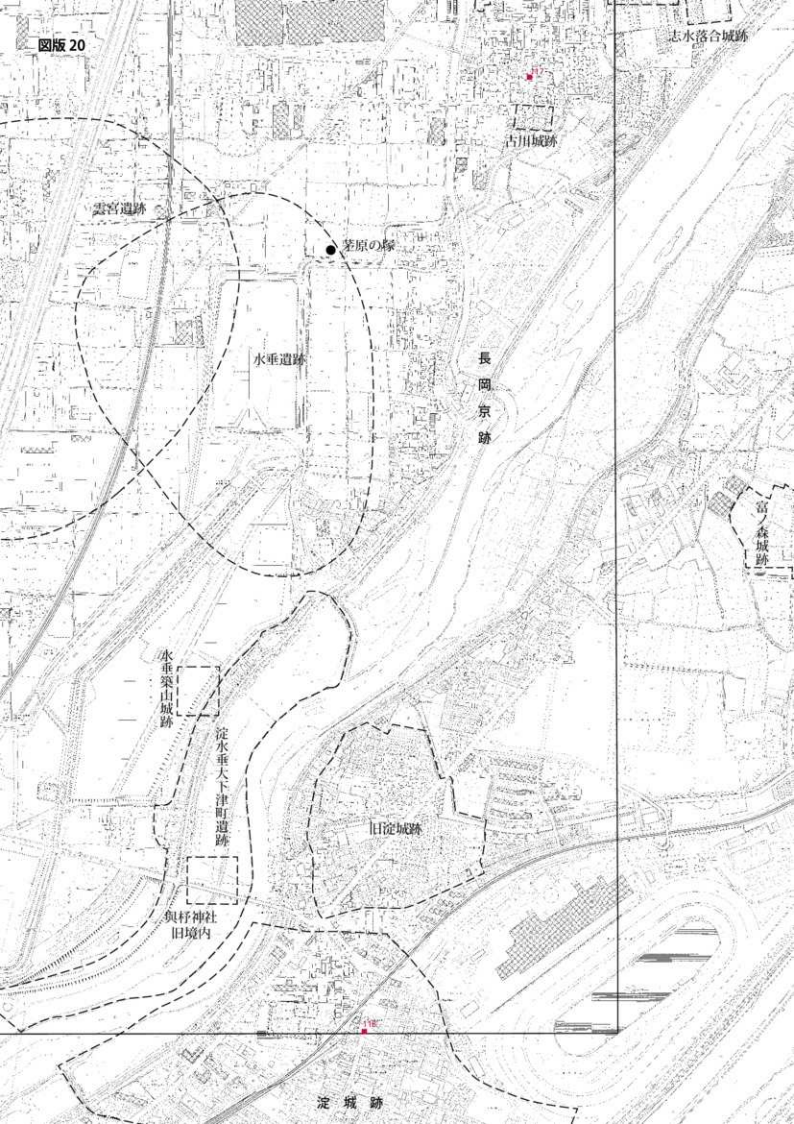 図版 20
志水落合城跡
117
古川城跡
雲宮遺跡
茅原の塚
水垂遺跡
長岡京跡
富ノ森城跡
水垂築山城跡
淀水垂大下津町遺跡
旧淀城跡
與杼神社
旧境内
118
淀城跡